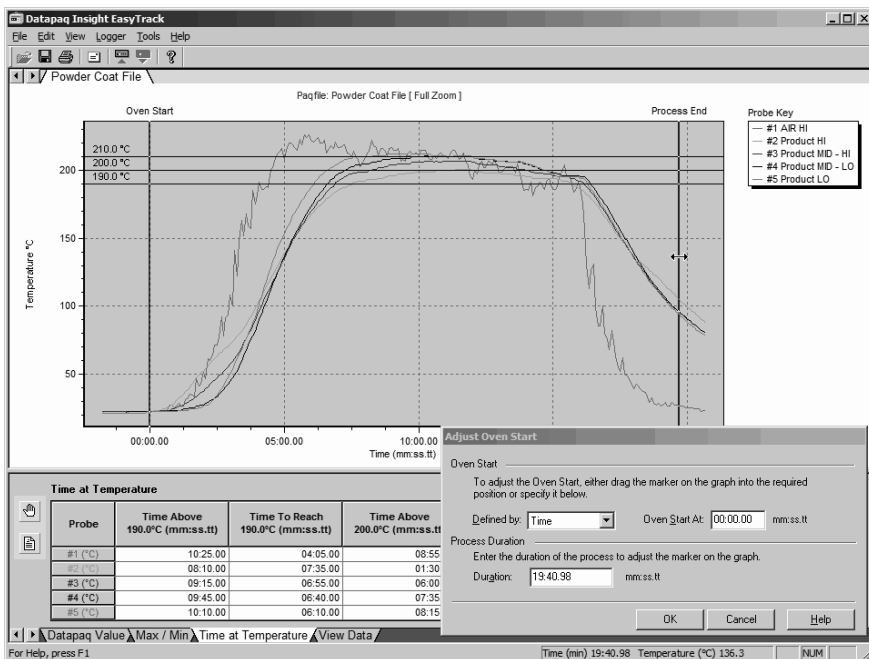 Datapaq Insight EasyTrack
File Edit View Logger Tools Help
Powder Coat File
Paqfile: Powder Coat File [ Full Zoom ]
Oven Start
Process End
Probe Key
#1 AIR HI
#2 Product HI
#3 Product MID - HI
#4 Product MID - LO
#5 Product LO
210.0 °C
200.0 °C
190.0 °C
200
150
100
50
Temperature °C
00:00.00 05:00.00 10:00.00
Time (mm:ss.tt)
Time at Temperature
Probe Time Above 190.0°C (mm:ss.tt) Time To Reach 190.0°C (mm:ss.tt) Time Above 200.0°C (mm:ss.tt
#1 (°C) 10:25.00 04:05.00 08:55
#2 (°C) 08:10.00 07:35.00 01:30
#3 (°C) 09:15.00 06:55.00 06:00
#4 (°C) 09:45.00 06:40.00 07:35
#5 (°C) 10:10.00 06:10.00 08:15
Adjust Oven Start
Oven Start
To adjust the Oven Start, either drag the marker on the graph into the required
position or specify it below.
Defined by: Time Oven Start At: 00:00.00 mm:ss.tt
Process Duration
Enter the duration of the process to adjust the marker on the graph.
Duration: 19:40.98 mm:ss.tt
OK Cancel Help
Datapaq Value Max / Min Time at Temperature View Data
For Help, press F1
Time (min) 19:40.98 Temperature (°C) 136.3 NUM